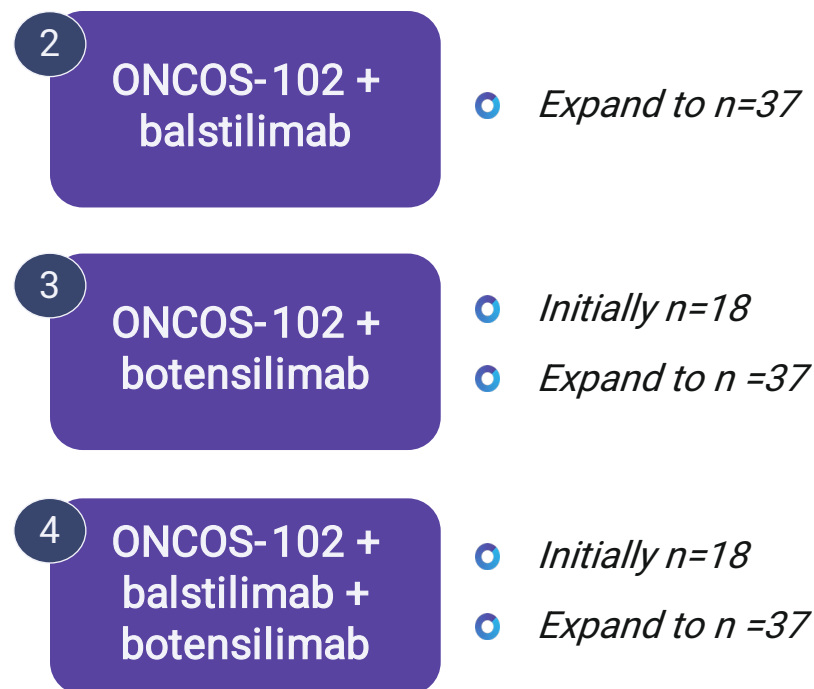 2
ONCOS-102 +
balstilimab
Expand to n=37
3
ONCOS-102 +
botensilimab
Initially n=18
Expand to n =37
4
ONCOS-102 +
balstilimab +
botensilimab
Initially n=18
Expand to n =37